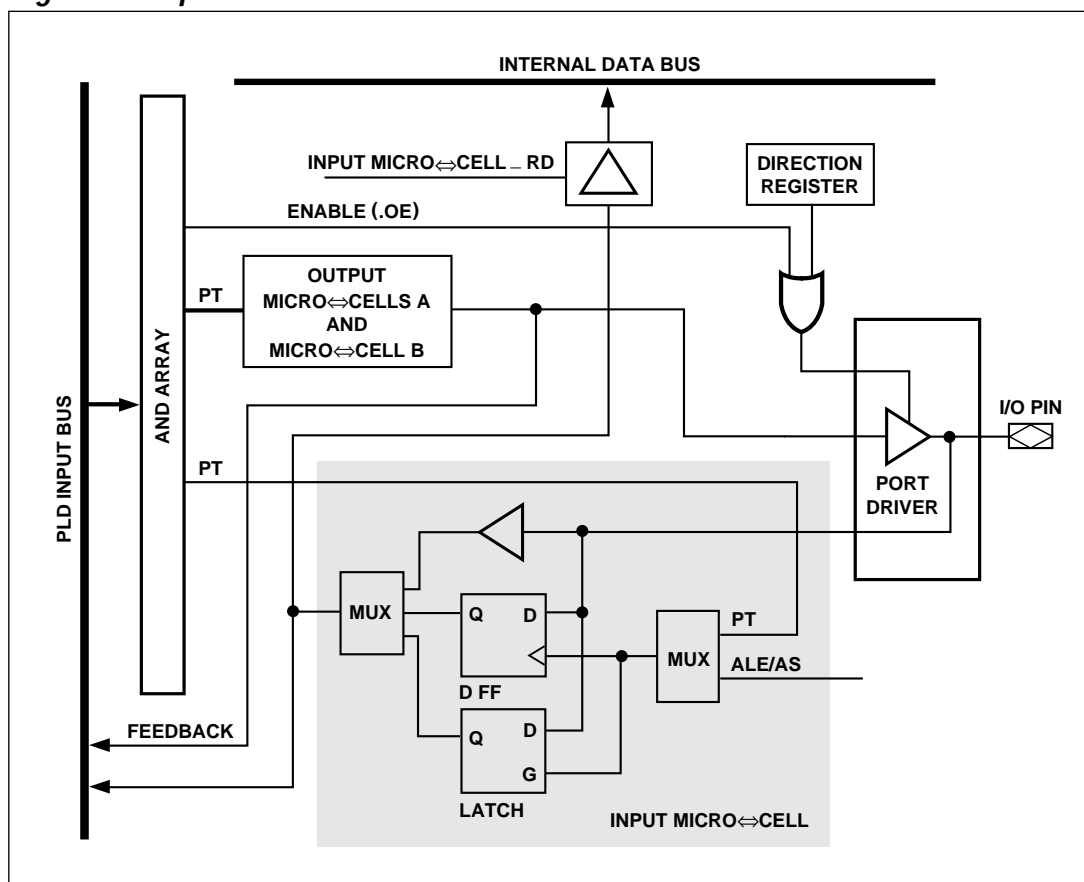 INTERNAL DATA BUS
INPUT MICRO⇔CELL _ RD
DIRECTION
REGISTER
ENABLE (.OE)
PT
OUTPUT
MICRO⇔CELLS A
AND
MICRO⇔CELL B
AND ARRAY
PLD INPUT BUS
I/O PIN
PORT
DRIVER
PT
MUX
Q
D
D FF
MUX
PT
ALE/AS
Q
D
G
LATCH
FEEDBACK
INPUT MICRO⇔CELL